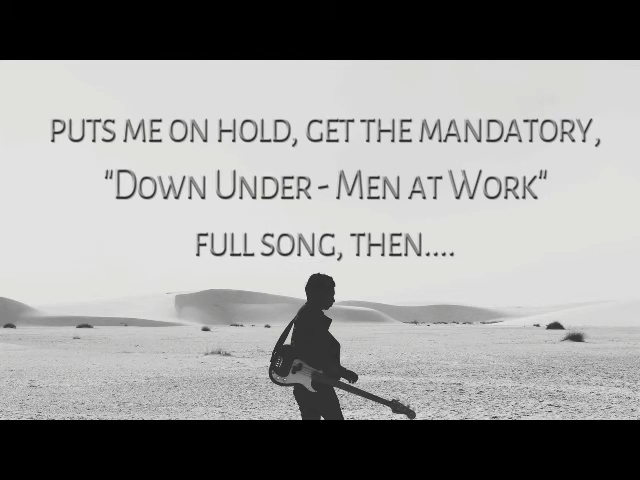 PUTS ME ON HOLD, GET THE MANDATORY,
"DOWN UNDER - MEN AT WORK"
FULL SONG, THEN....